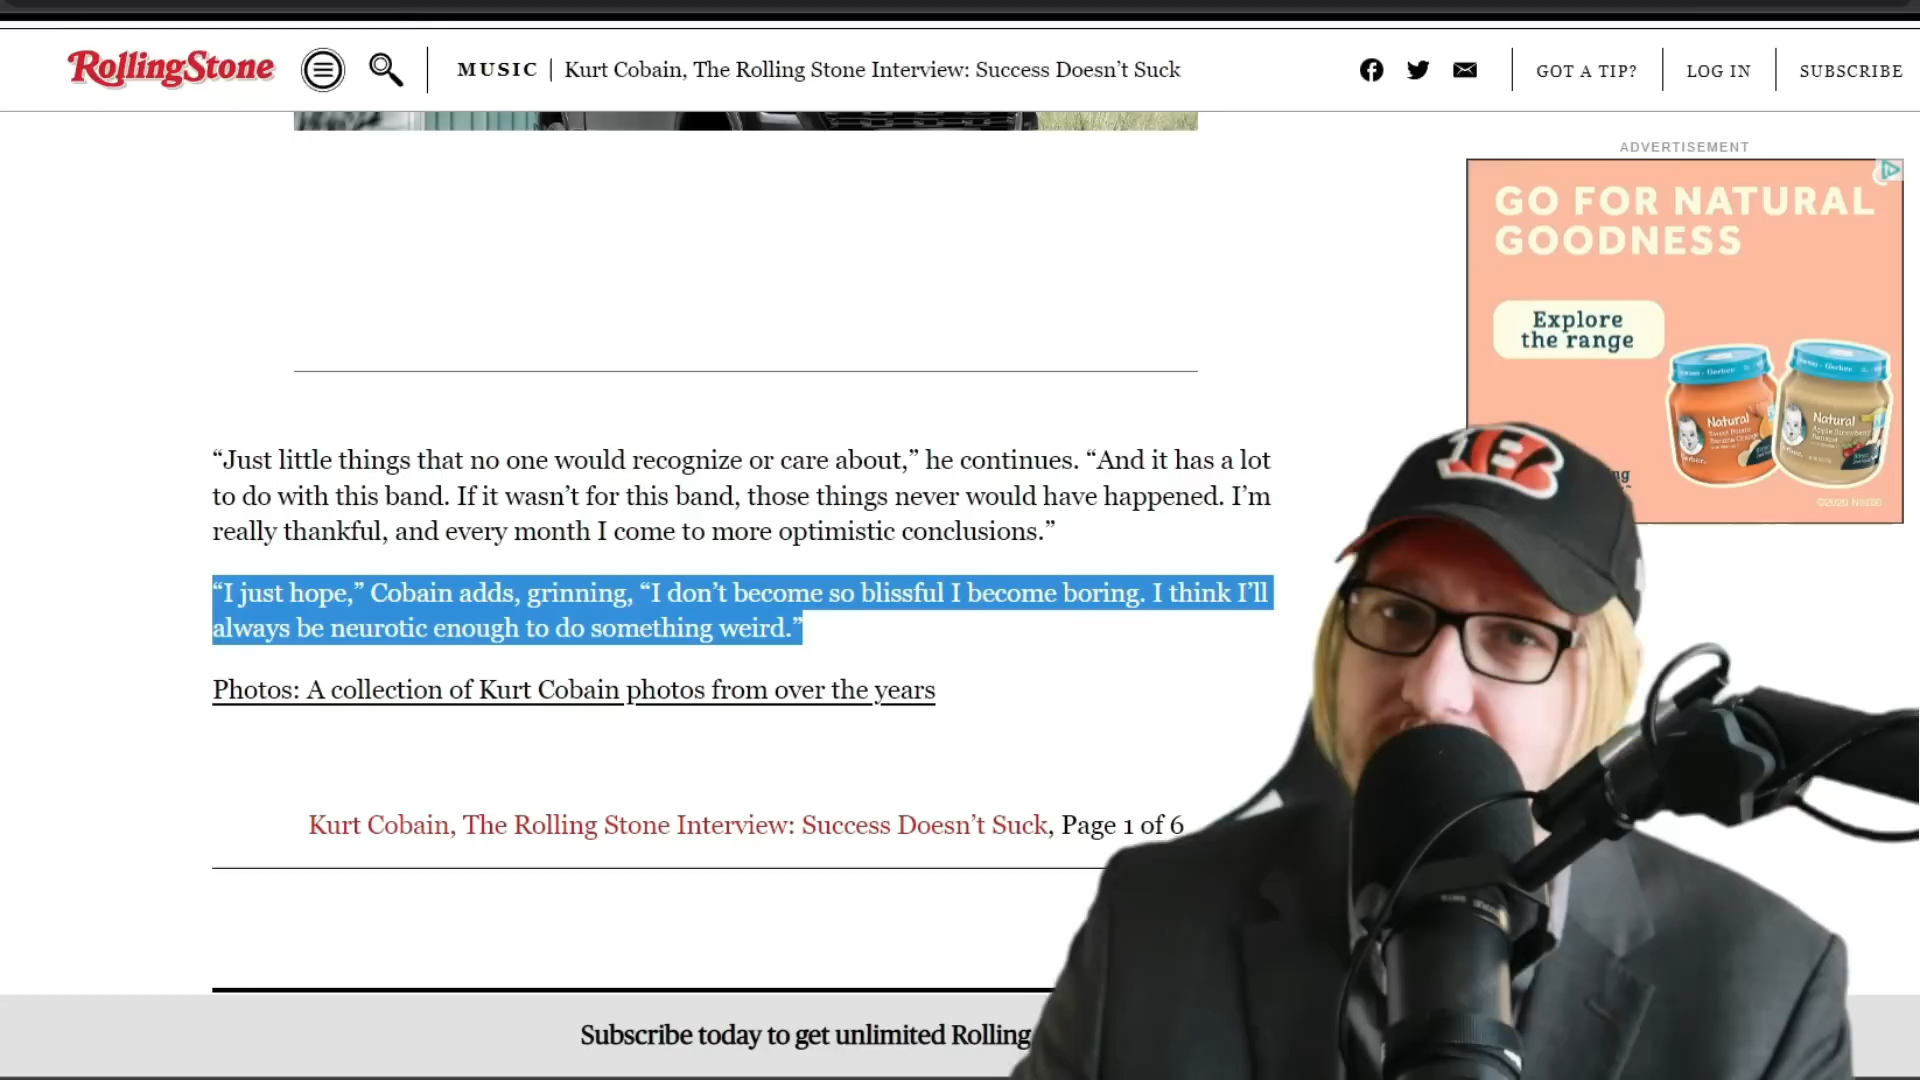 RollingStone
MUSIC | Kurt Cobain, The Rolling Stone Interview: Success Doesn’t Suck
GOT A TIP?
LOG IN
SUBSCRIBE
ADVERTISEMENT
GO FOR NATURAL
GOODNESS
Explore
the range
Gerber
Gerber
Natural
Natural
ng
©2020 Nestlé
“Just little things that no one would recognize or care about,” he continues. “And it has a lot
to do with this band. If it wasn’t for this band, those things never would have happened. I’m
really thankful, and every month I come to more optimistic conclusions.”
“I just hope,” Cobain adds, grinning, “I don’t become so blissful I become boring. I think I’ll
always be neurotic enough to do something weird.”
Photos: A collection of Kurt Cobain photos from over the years
Kurt Cobain, The Rolling Stone Interview: Success Doesn’t Suck, Page 1 of 6
Subscribe today to get unlimited Rolling